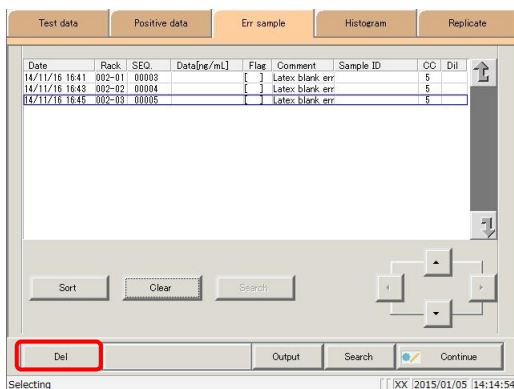 Test data Positive data Err sample Histogram Replicate
Date Rack SEQ. Data[ng/mL] Flag Comment Sample ID CC Dil
14/11/16 16:41 002-01 00003 [ ] Latex blank err 5
14/11/16 16:43 002-02 00004 [ ] Latex blank err 5
14/11/16 16:45 002-03 00005 [ ] Latex blank err 5
Sort Clear Search
Del Output Search Continue
Selecting [ [ XX 2015/01/05 14:14:54